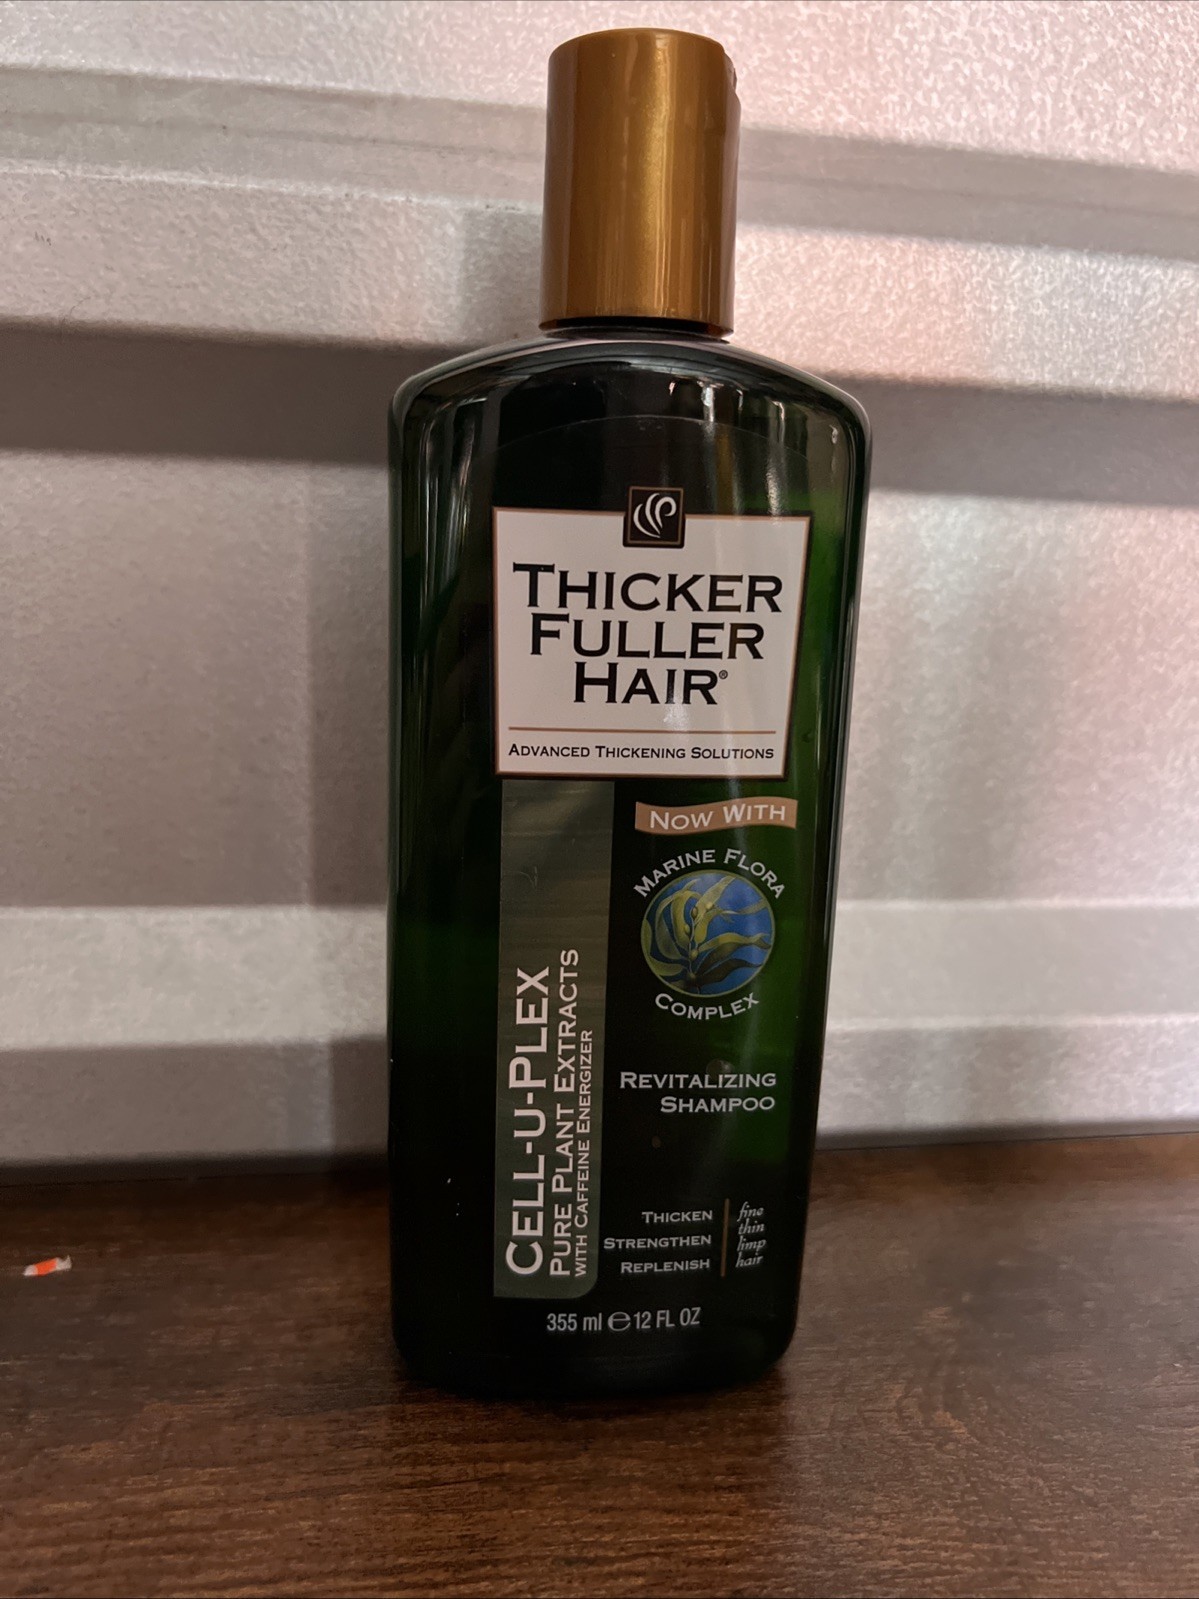 THICKER
FULLER
HAIR®
ADVANCED THICKENING SOLUTIONS
NOW WITH
MARINE FLORA
COMPLEX
CELL-U-PLEX
PURE PLANT EXTRACTS
WITH CAFFEINE ENERGIZER
REVITALIZING
SHAMPOO
THICKEN
STRENGTHEN
REPLENISH
fine
thin
limp
hair
355 ml ℮ 12 FL OZ